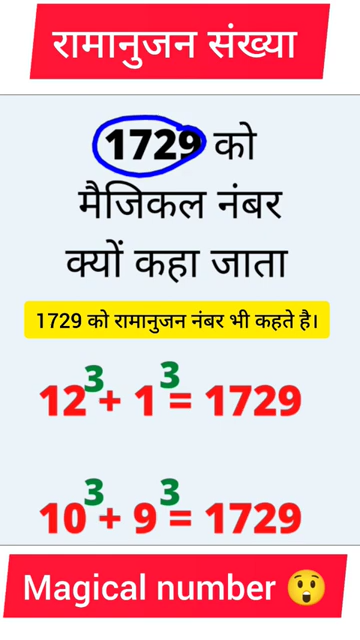 रामानुजन संख्या
1729 को
मैजिकल नंबर
क्यों कहा जाता
1729 को रामानुजन नंबर भी कहते है।
12³ + 1³ = 1729
10³ + 9³ = 1729
Magical number 😲